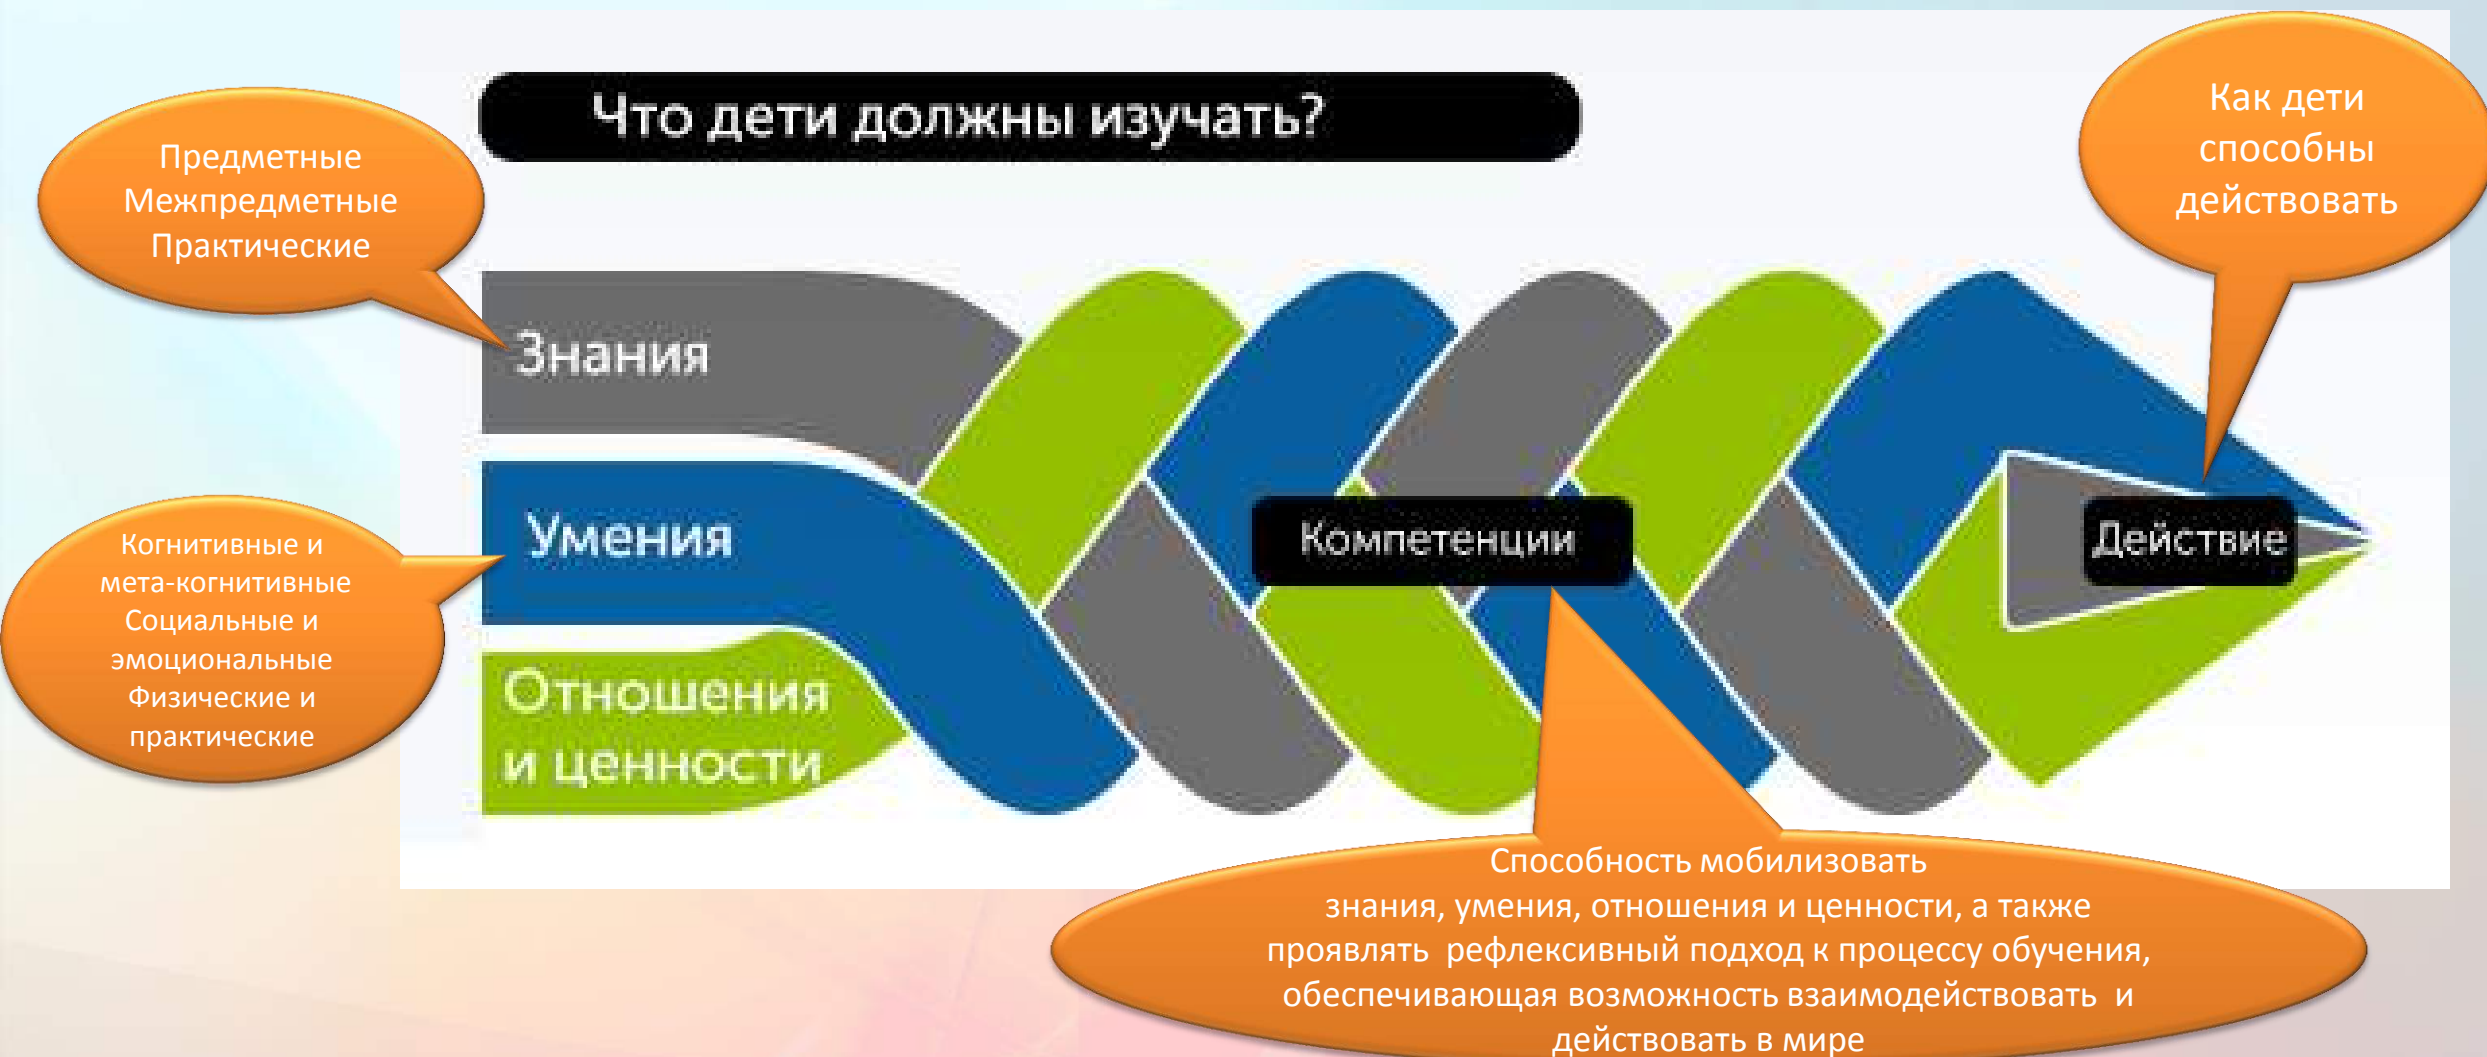 Что дети должны изучать?
Как дети
способны
действовать
Предметные
Межпредметные
Практические
Знания
Умения
Когнитивные и
мета-когнитивные
Социальные и
эмоциональные
Физические и
практические
Отношения
и ценности
Компетенции
Действие
Способность мобилизовать
знания, умения, отношения и ценности, а также
проявлять рефлексивный подход к процессу обучения,
обеспечивающая возможность взаимодействовать и
действовать в мире